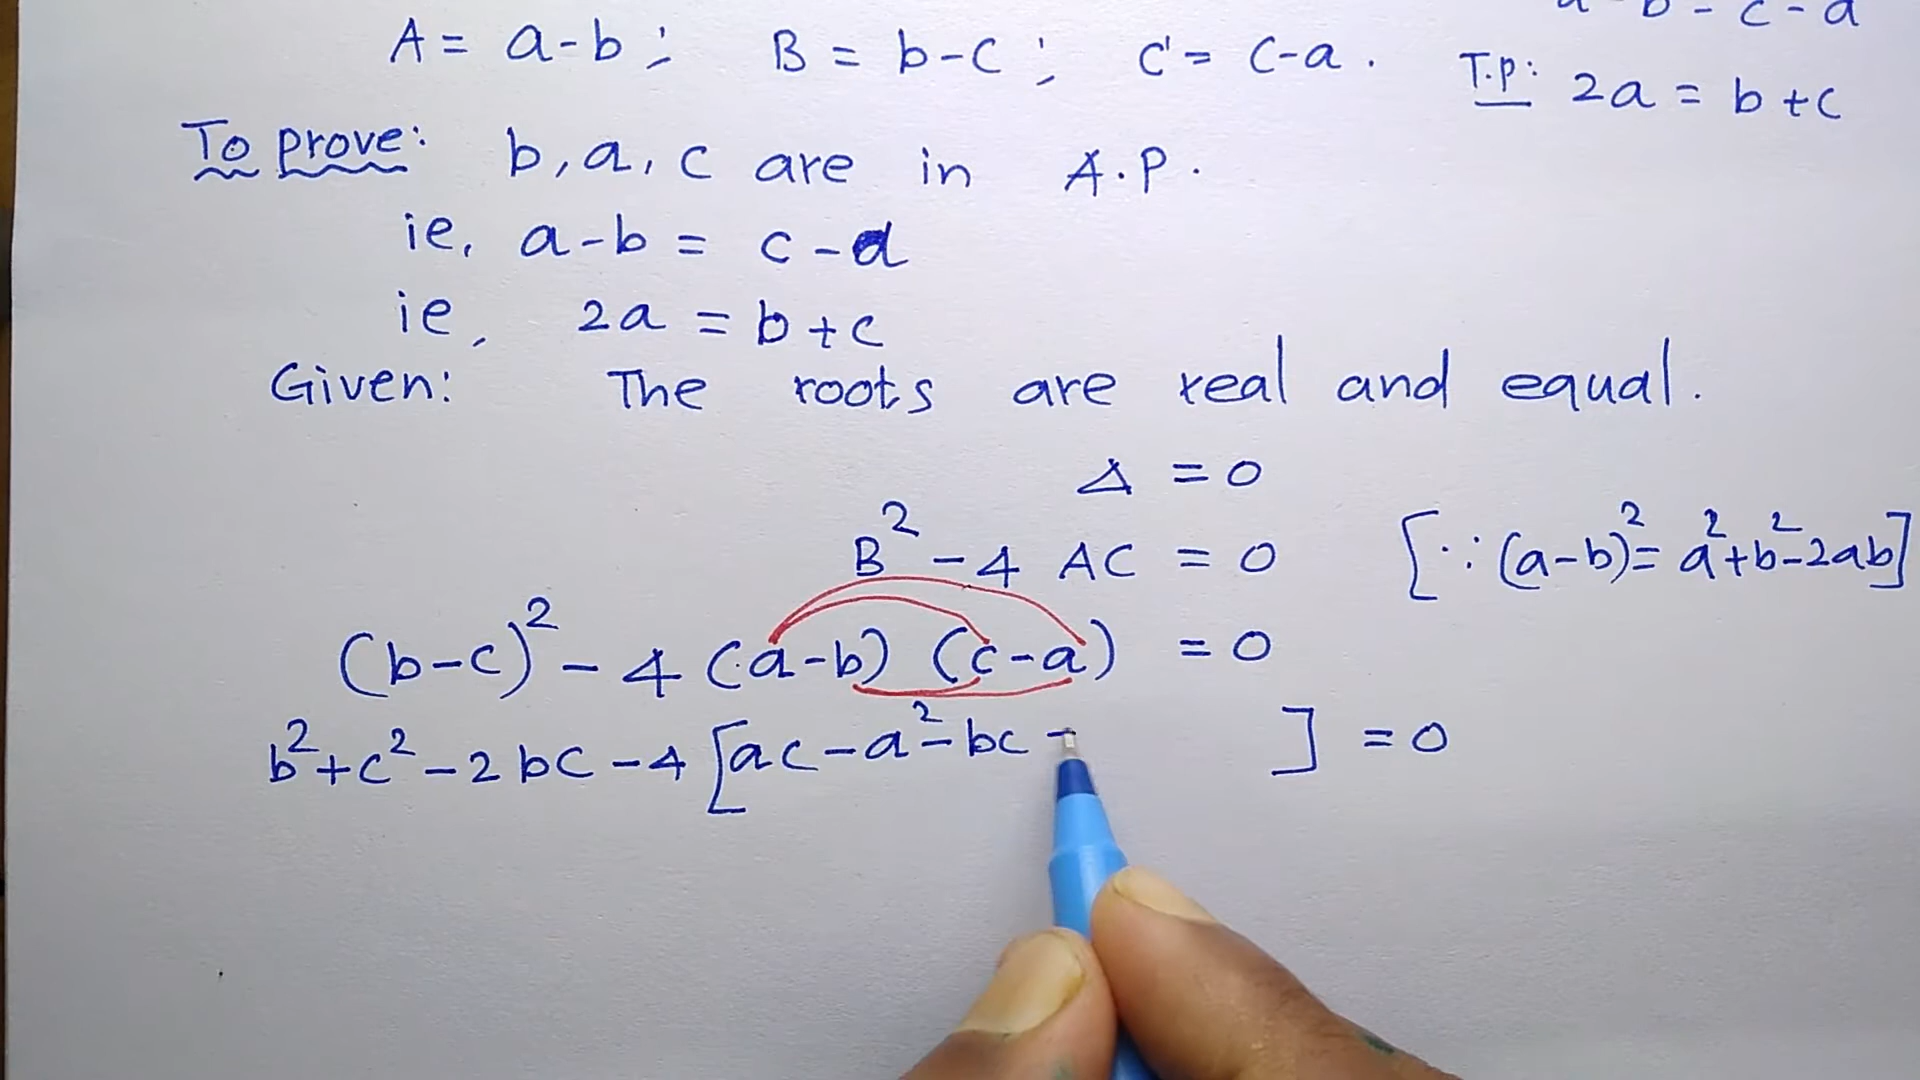 a-b = c-a
A = a-b ; B = b-c ; C = c-a .
T.P: 2a = b+c
To prove: b, a, c are in A.P.
ie, a-b = c-a
ie, 2a = b+c
Given: The roots are real and equal.
Δ = 0
B² - 4 AC = 0 [∵ (a-b)² = a²+b²-2ab]
(b-c)² - 4 (a-b) (c-a) = 0
b²+c²-2bc-4[ac-a²-bc ] = 0